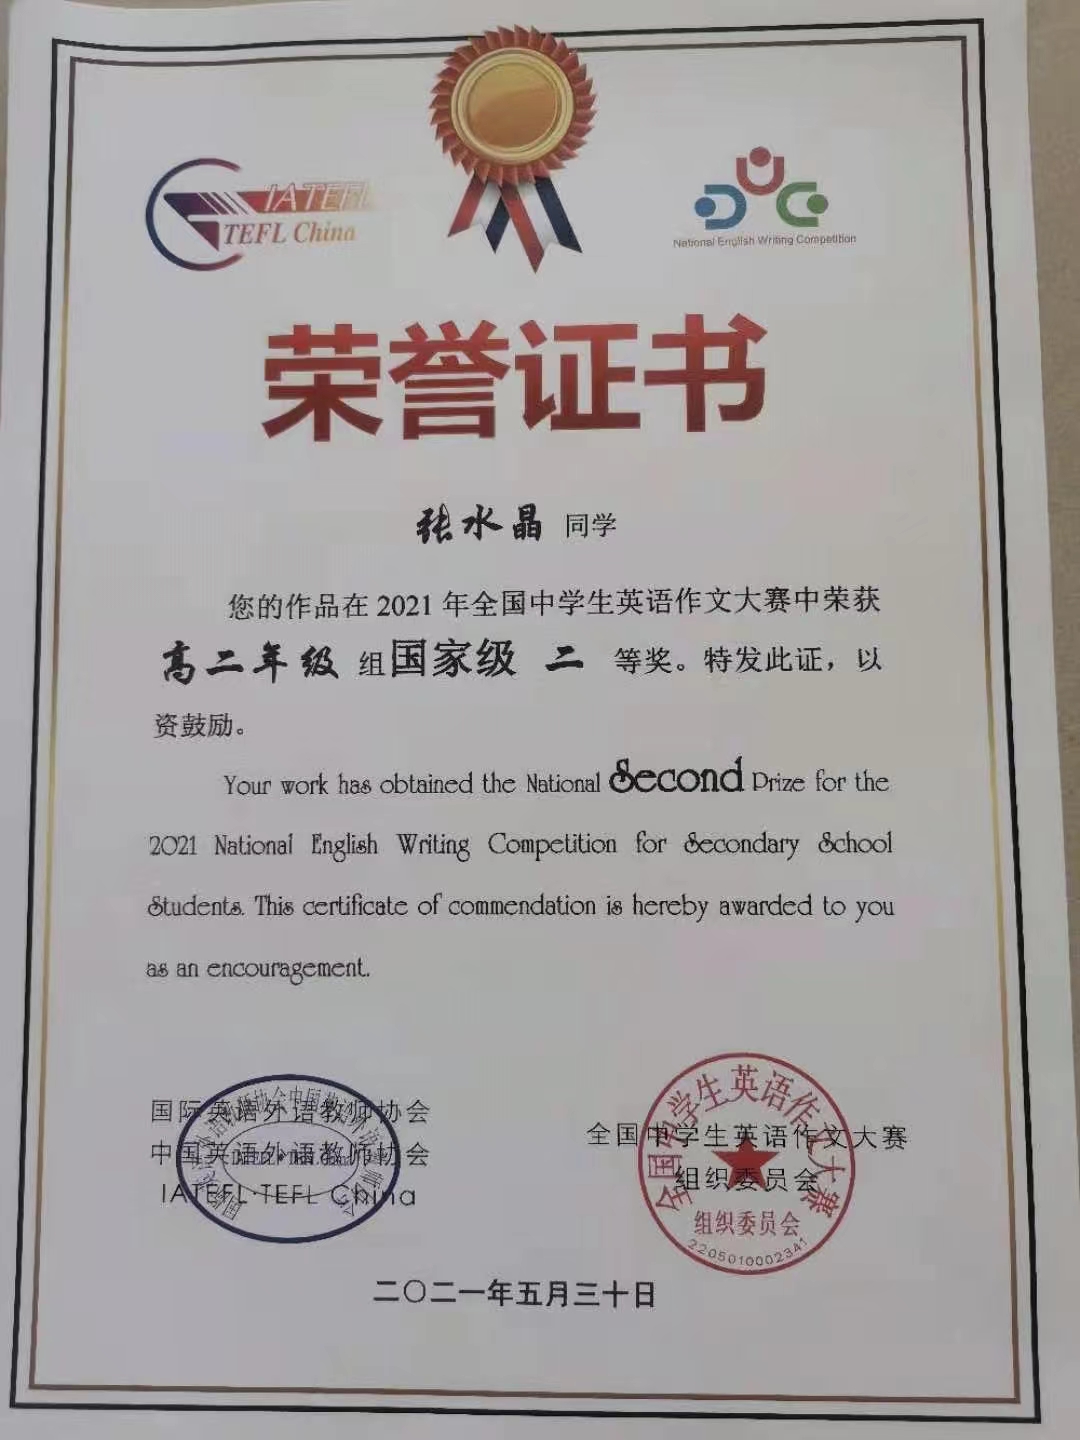 IATEFL
TEFL China
National English Writing Competition
荣誉证书
张水晶 同学
您的作品在 2021 年全国中学生英语作文大赛中荣获
高二年级 组 国家级 二 等奖。特发此证，以
资鼓励。
Your work has obtained the National Second Prize for the
2021 National English Writing Competition for Secondary School
Students. This certificate of commendation is hereby awarded to you
as an encouragement.
国际英语外语教师协会
中国英语外语教师协会
IATEFL·TEFL China
全国中学生英语作文大赛
组织委员会
全国中学生英语作文大赛
组织委员会
2205010002341
二〇二一年五月三十日